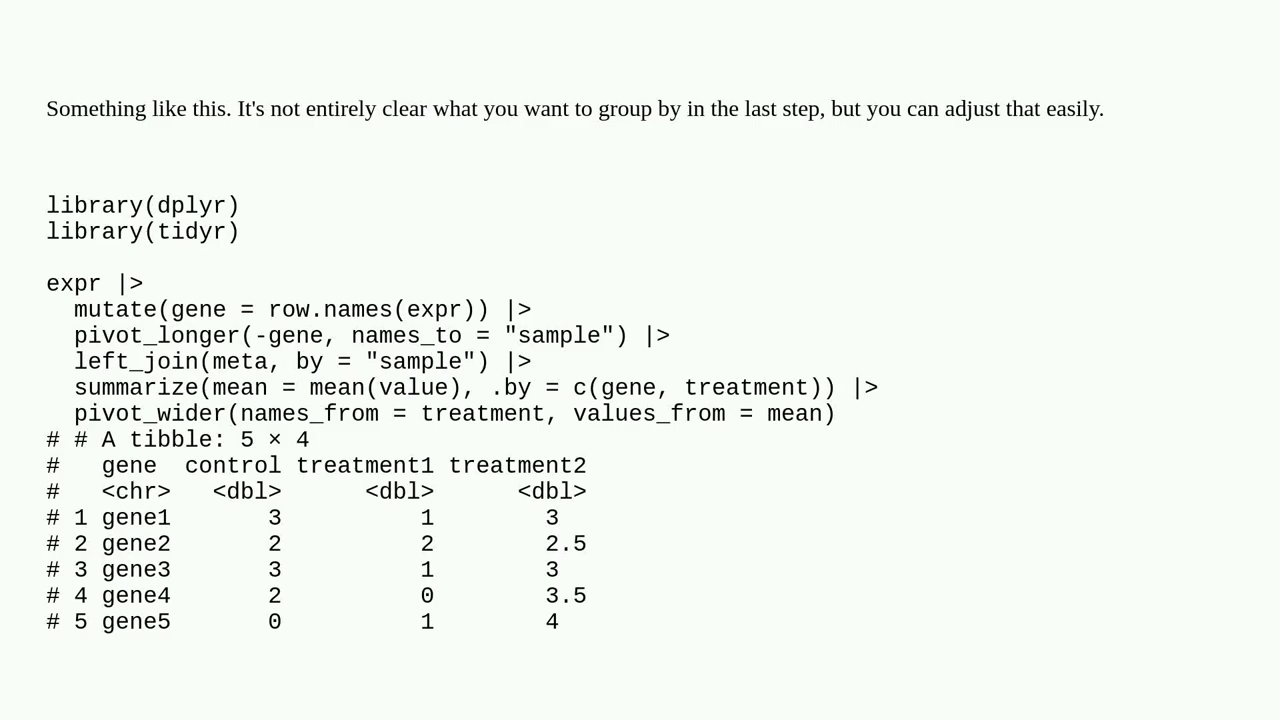 Something like this. It's not entirely clear what you want to group by in the last step, but you can adjust that easily.
library(dplyr)
library(tidyr)
expr |>
  mutate(gene = row.names(expr)) |>
  pivot_longer(-gene, names_to = "sample") |>
  left_join(meta, by = "sample") |>
  summarize(mean = mean(value), .by = c(gene, treatment)) |>
  pivot_wider(names_from = treatment, values_from = mean)
# # A tibble: 5 × 4
#   gene  control treatment1 treatment2
#   <chr>   <dbl>      <dbl>      <dbl>
# 1 gene1       3          1        3
# 2 gene2       2          2        2.5
# 3 gene3       3          1        3
# 4 gene4       2          0        3.5
# 5 gene5       0          1        4